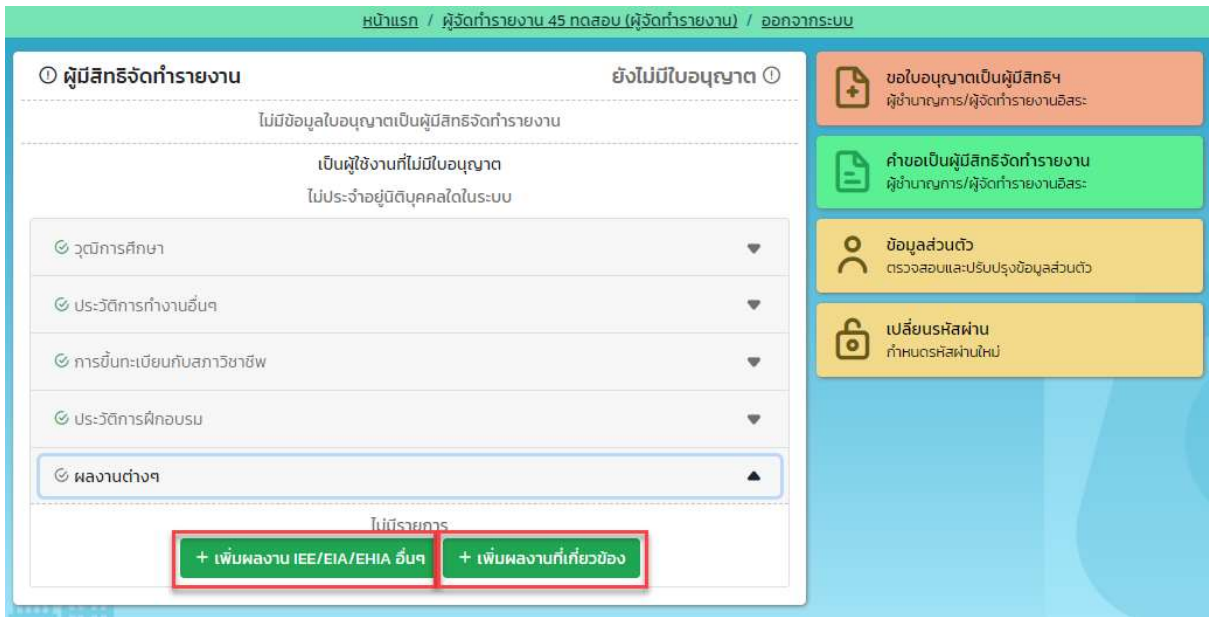 หน้าแรก / ผู้จัดทำรายงาน 45 ทดสอบ (ผู้จัดทำรายงาน) / ออกจากระบบ
ผู้มีสิทธิจัดทำรายงาน
ยังไม่มีใบอนุญาต
ไม่มีข้อมูลใบอนุญาตเป็นผู้มีสิทธิจัดทำรายงาน
เป็นผู้ใช้งานที่ไม่มีใบอนุญาต
ไม่ประจำอยู่นิติบุคคลใดในระบบ
วุฒิการศึกษา
ประวัติการทำงานอื่นๆ
การขึ้นทะเบียนกับสภาวิชาชีพ
ประวัติการฝึกอบรม
ผลงานต่างๆ
ไม่มีรายการ
+ เพิ่มผลงาน IEE/EIA/EHIA อื่นๆ
+ เพิ่มผลงานที่เกี่ยวข้อง
ขอใบอนุญาตเป็นผู้มีสิทธิฯ
ผู้ชำนาญการ/ผู้จัดทำรายงานอิสระ
คำขอเป็นผู้มีสิทธิจัดทำรายงาน
ผู้ชำนาญการ/ผู้จัดทำรายงานอิสระ
ข้อมูลส่วนตัว
ตรวจสอบและปรับปรุงข้อมูลส่วนตัว
เปลี่ยนรหัสผ่าน
กำหนดรหัสผ่านใหม่